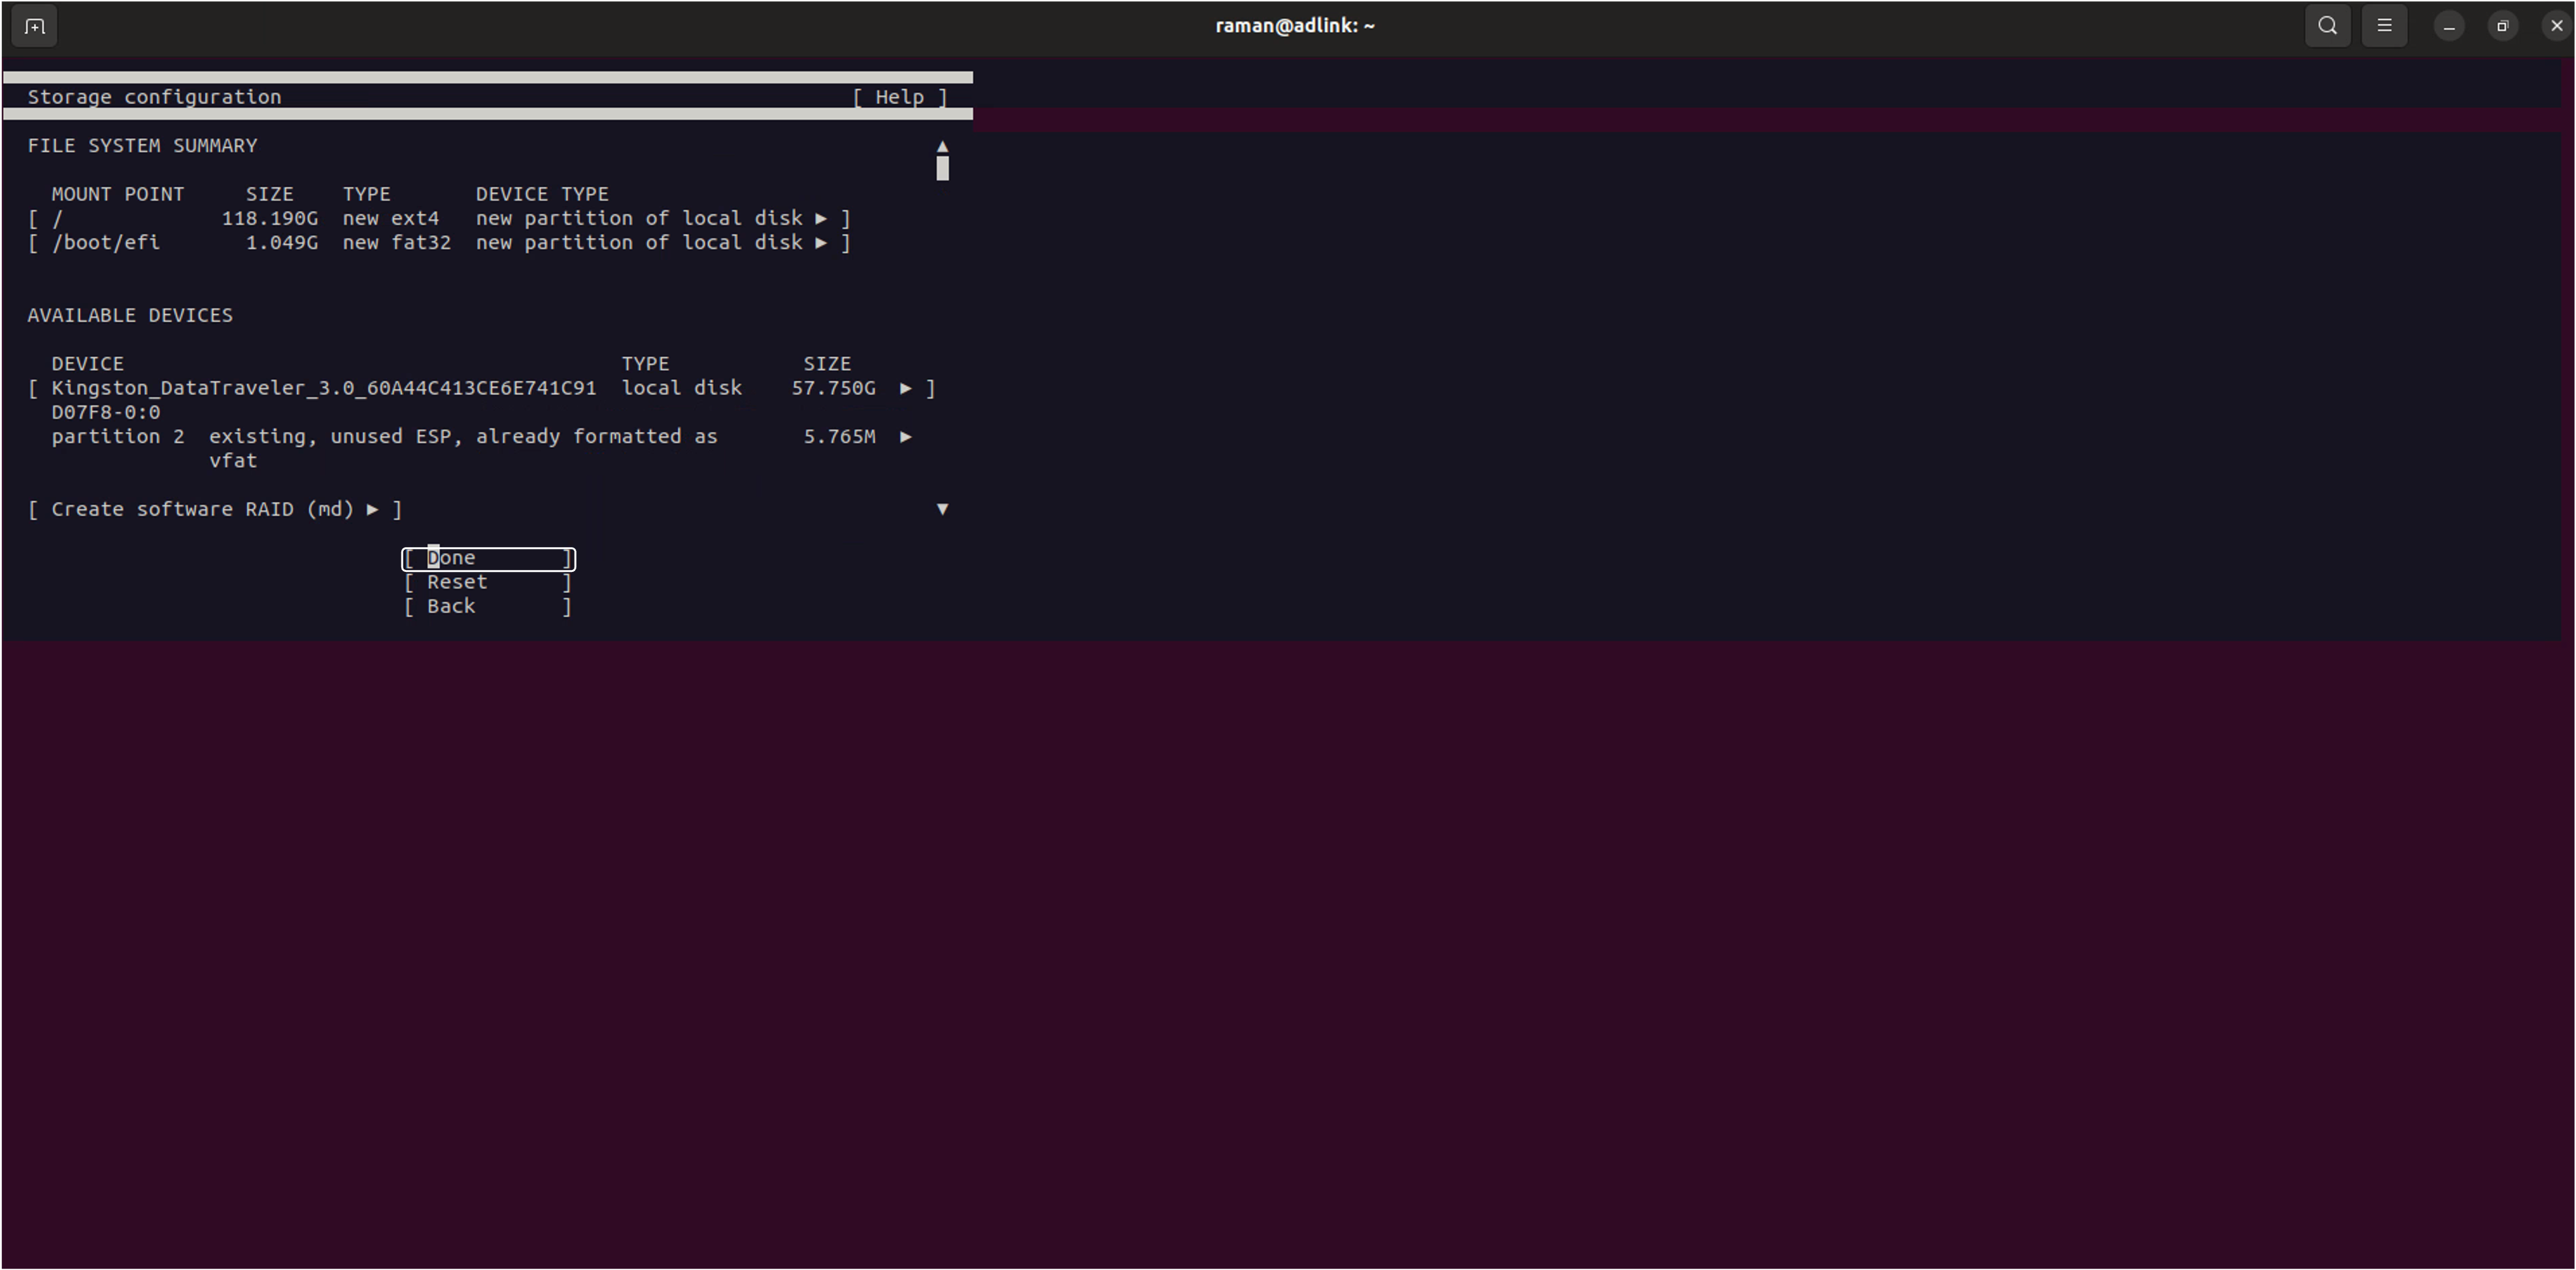 raman@adlink: ~
Storage configuration [ Help ]
FILE SYSTEM SUMMARY ▲
MOUNT POINT SIZE TYPE DEVICE TYPE
[ / 118.190G new ext4 new partition of local disk ► ]
[ /boot/efi 1.049G new fat32 new partition of local disk ► ]
AVAILABLE DEVICES
DEVICE TYPE SIZE
[ Kingston_DataTraveler_3.0_60A44C413CE6E741C91 local disk 57.750G ► ]
D07F8-0:0
partition 2 existing, unused ESP, already formatted as 5.765M ►
vfat
[ Create software RAID (md) ► ] ▼
[ Done ]
[ Reset ]
[ Back ]